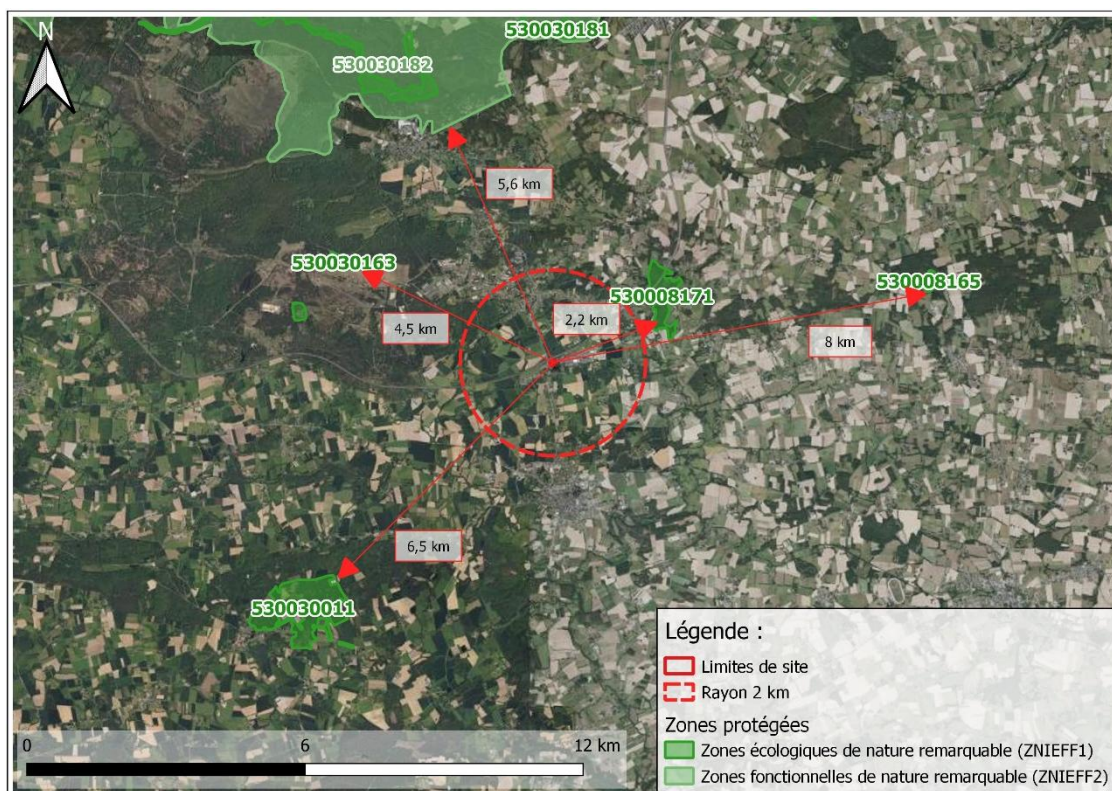 N
530030181
530030182
5,6 km
530030163
530008171
530008165
2,2 km
4,5 km
8 km
6,5 km
530030011
Légende :
Limites de site
Rayon 2 km
Zones protégées
Zones écologiques de nature remarquable (ZNIEFF1)
Zones fonctionnelles de nature remarquable (ZNIEFF2)
0 6 12 km